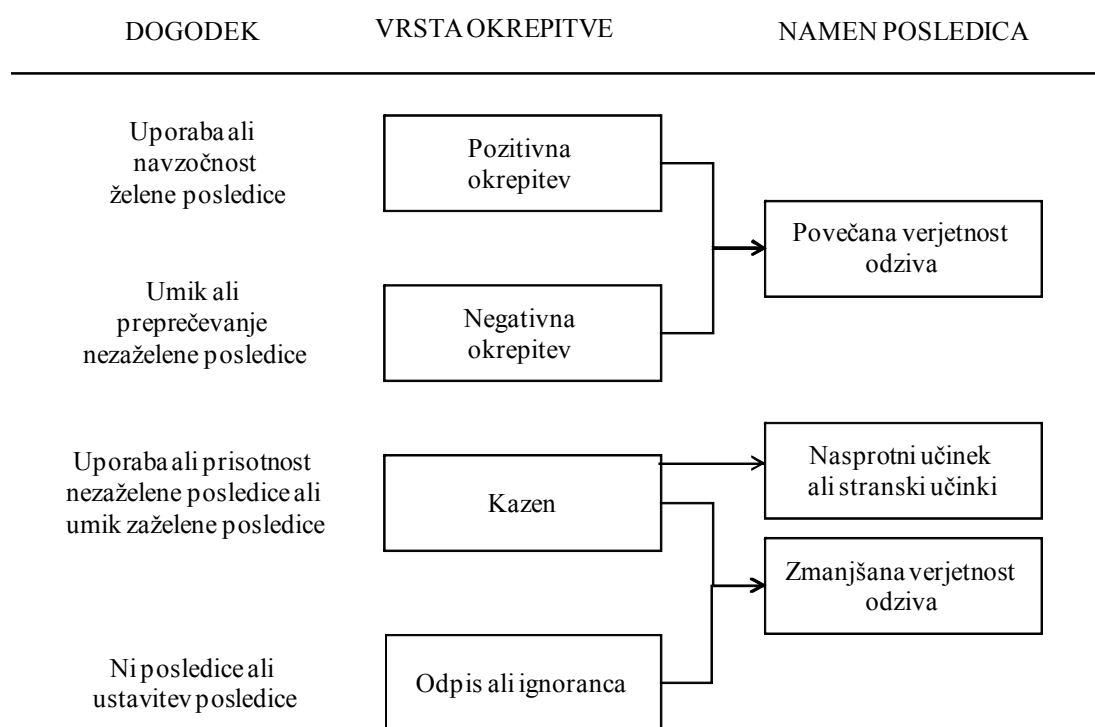 DOGODEK VRSTA OKREPITVE NAMEN POSLEDICA
Uporaba ali
navzočnost
želene posledice
Pozitivna
okrepitev
Povečana verjetnost
odziva
Umik ali
preprečevanje
nezaželene posledice
Negativna
okrepitev
Uporaba ali prisotnost
nezaželene posledice ali
umik zaželene posledice
Kazen
Nasprotni učinek
ali stranski učinki
Zmanjšana verjetnost
odziva
Ni posledice ali
ustavitev posledice
Odpis ali ignoranca